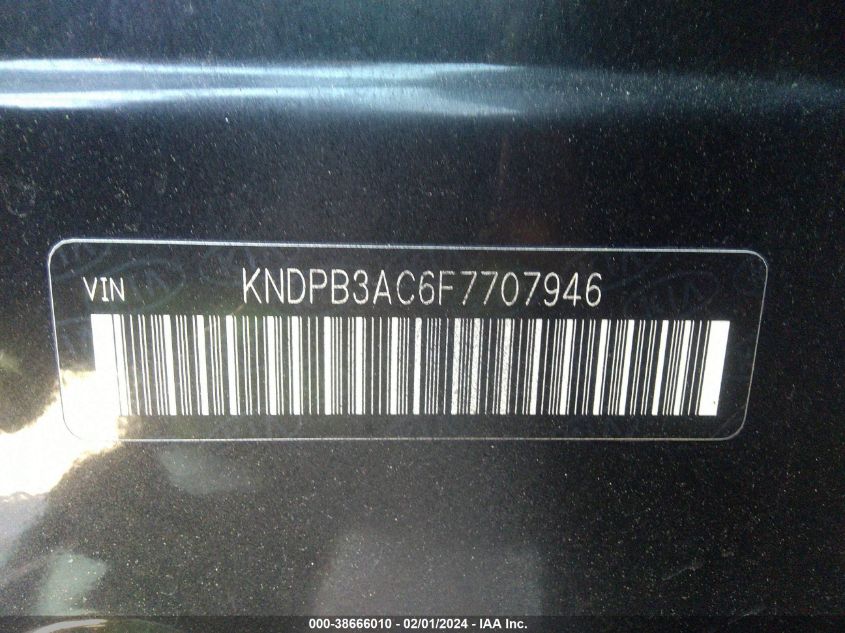 VIN KNDPB3AC6F7707946
000-38666010 - 02/01/2024 - IAA Inc.